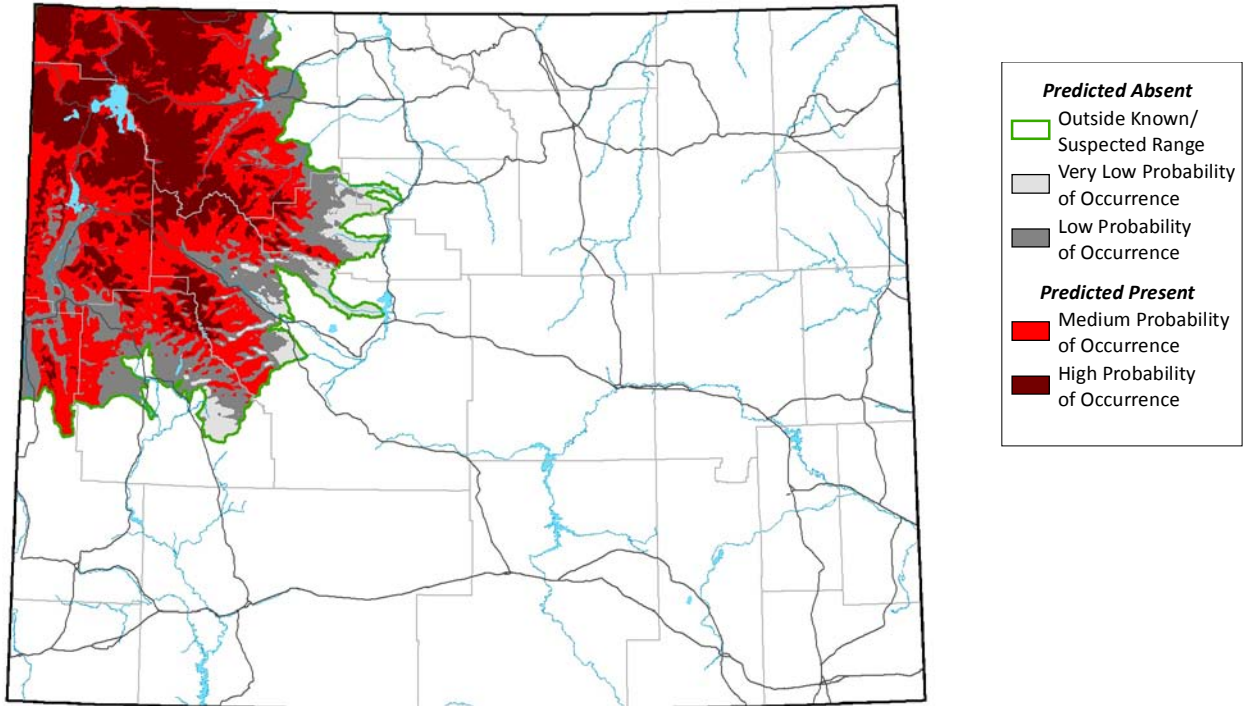 Predicted Absent
Outside Known/
Suspected Range
Very Low Probability
of Occurrence
Low Probability
of Occurrence
Predicted Present
Medium Probability
of Occurrence
High Probability
of Occurrence